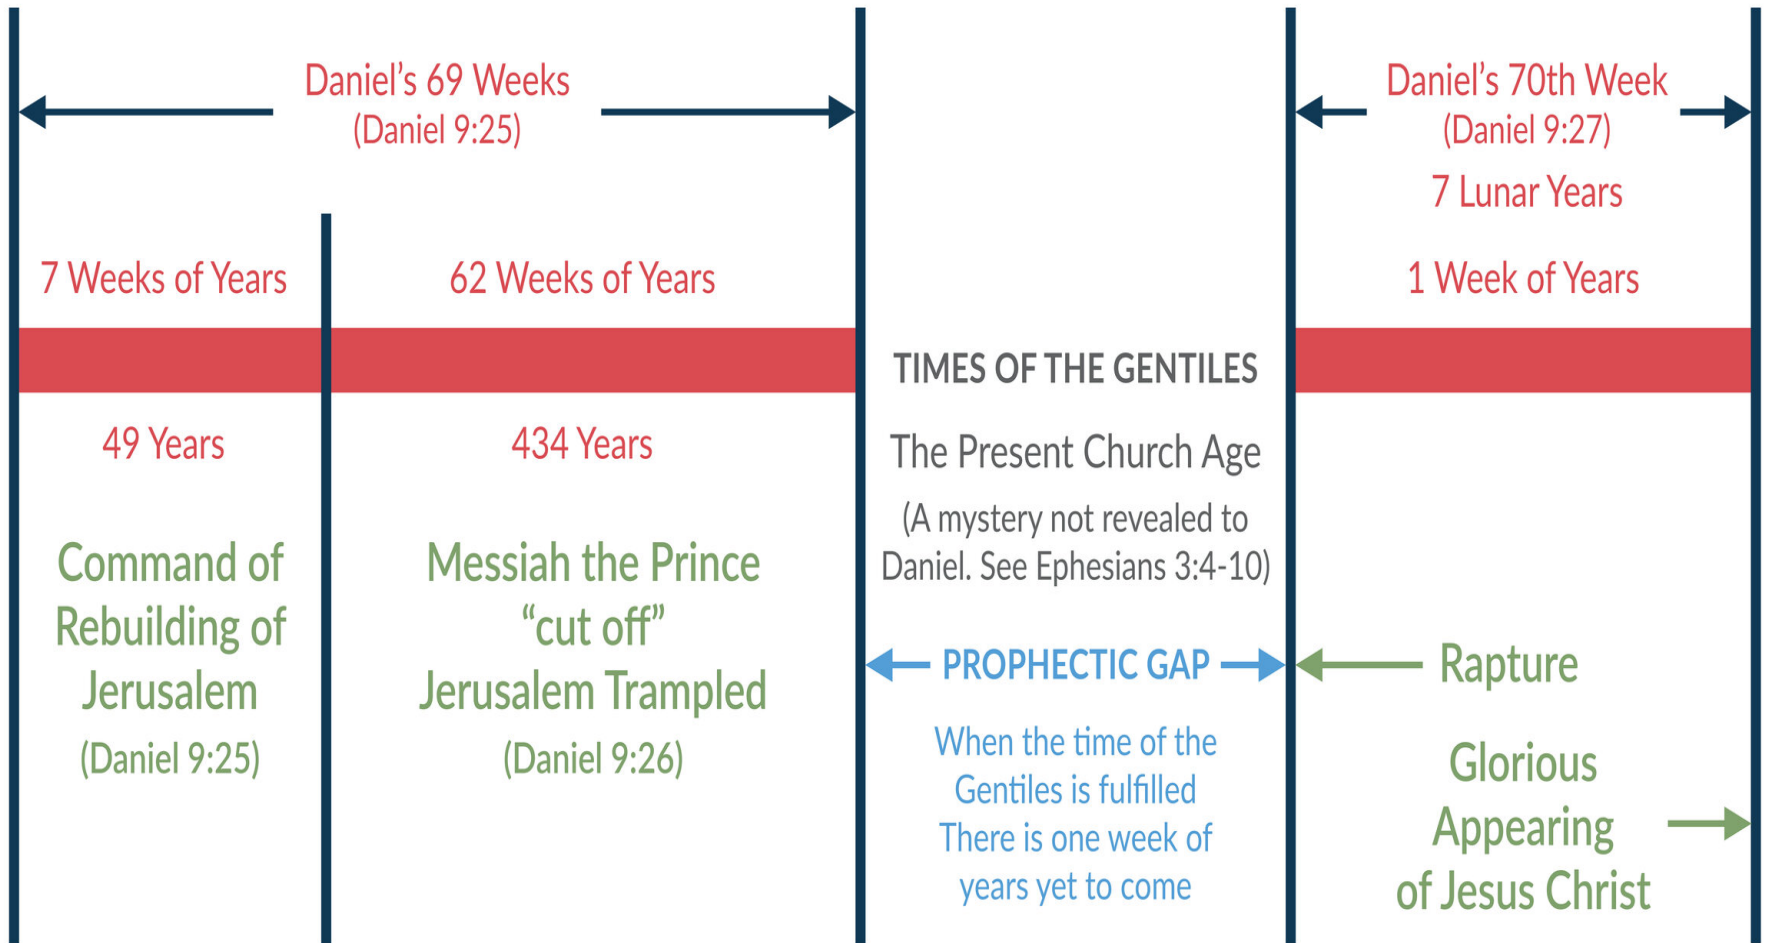 Daniel’s 69 Weeks
(Daniel 9:25)
7 Weeks of Years
62 Weeks of Years
49 Years
434 Years
Command of
Rebuilding of
Jerusalem
(Daniel 9:25)
Messiah the Prince
“cut off”
Jerusalem Trampled
(Daniel 9:26)
TIMES OF THE GENTILES
The Present Church Age
(A mystery not revealed to
Daniel. See Ephesians 3:4-10)
PROPHECTIC GAP
When the time of the
Gentiles is fulfilled
There is one week of
years yet to come
Daniel’s 70th Week
(Daniel 9:27)
7 Lunar Years
1 Week of Years
Rapture
Glorious
Appearing
of Jesus Christ